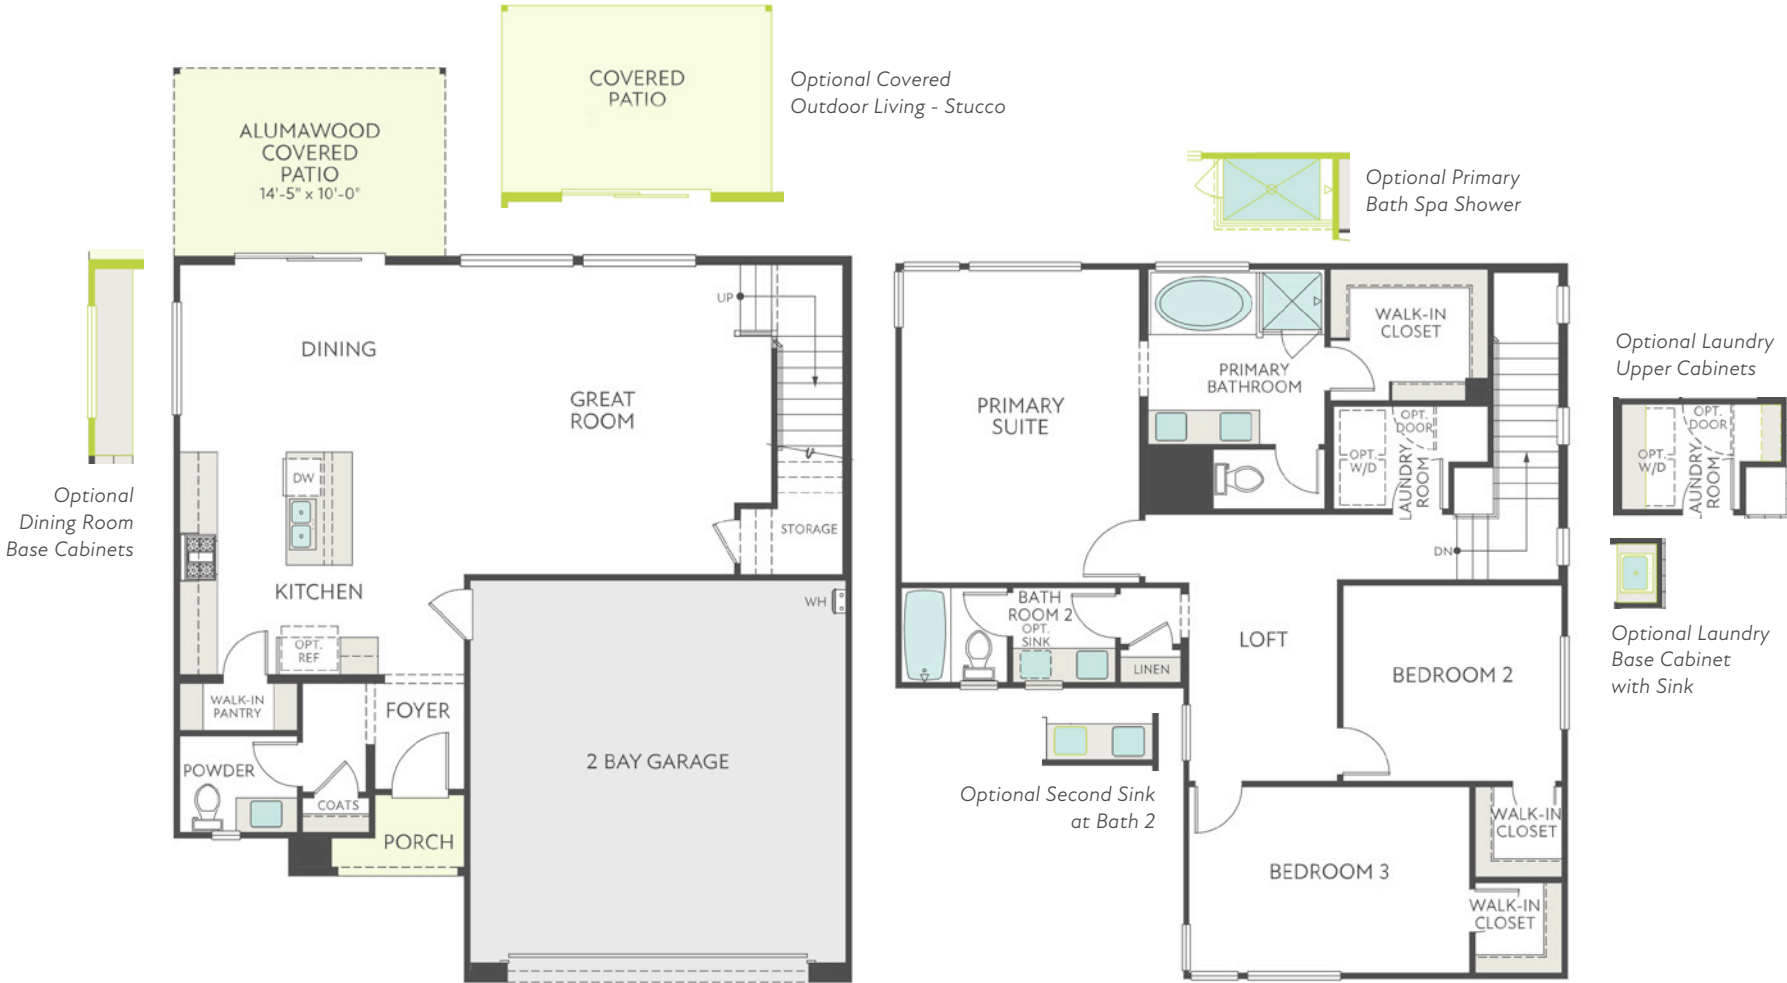 COVERED
PATIO
Optional Covered
Outdoor Living - Stucco
ALUMAWOOD
COVERED
PATIO
14'-5" x 10'-0"
UP
DINING
GREAT
ROOM
DW
STORAGE
KITCHEN
OPT.
REF
WH
WALK-IN
PANTRY
FOYER
POWDER
COATS
PORCH
2 BAY GARAGE
Optional
Dining Room
Base Cabinets
Optional Primary
Bath Spa Shower
WALK-IN
CLOSET
PRIMARY
BATHROOM
PRIMARY
SUITE
OPT.
DOOR
OPT.
W/D
LAUNDRY
ROOM
DN
BATH
ROOM 2
OPT.
SINK
LINEN
LOFT
BEDROOM 2
WALK-IN
CLOSET
BEDROOM 3
WALK-IN
CLOSET
Optional Second Sink
at Bath 2
Optional Laundry
Upper Cabinets
OPT.
DOOR
OPT.
W/D
LAUNDRY
ROOM
Optional Laundry
Base Cabinet
with Sink